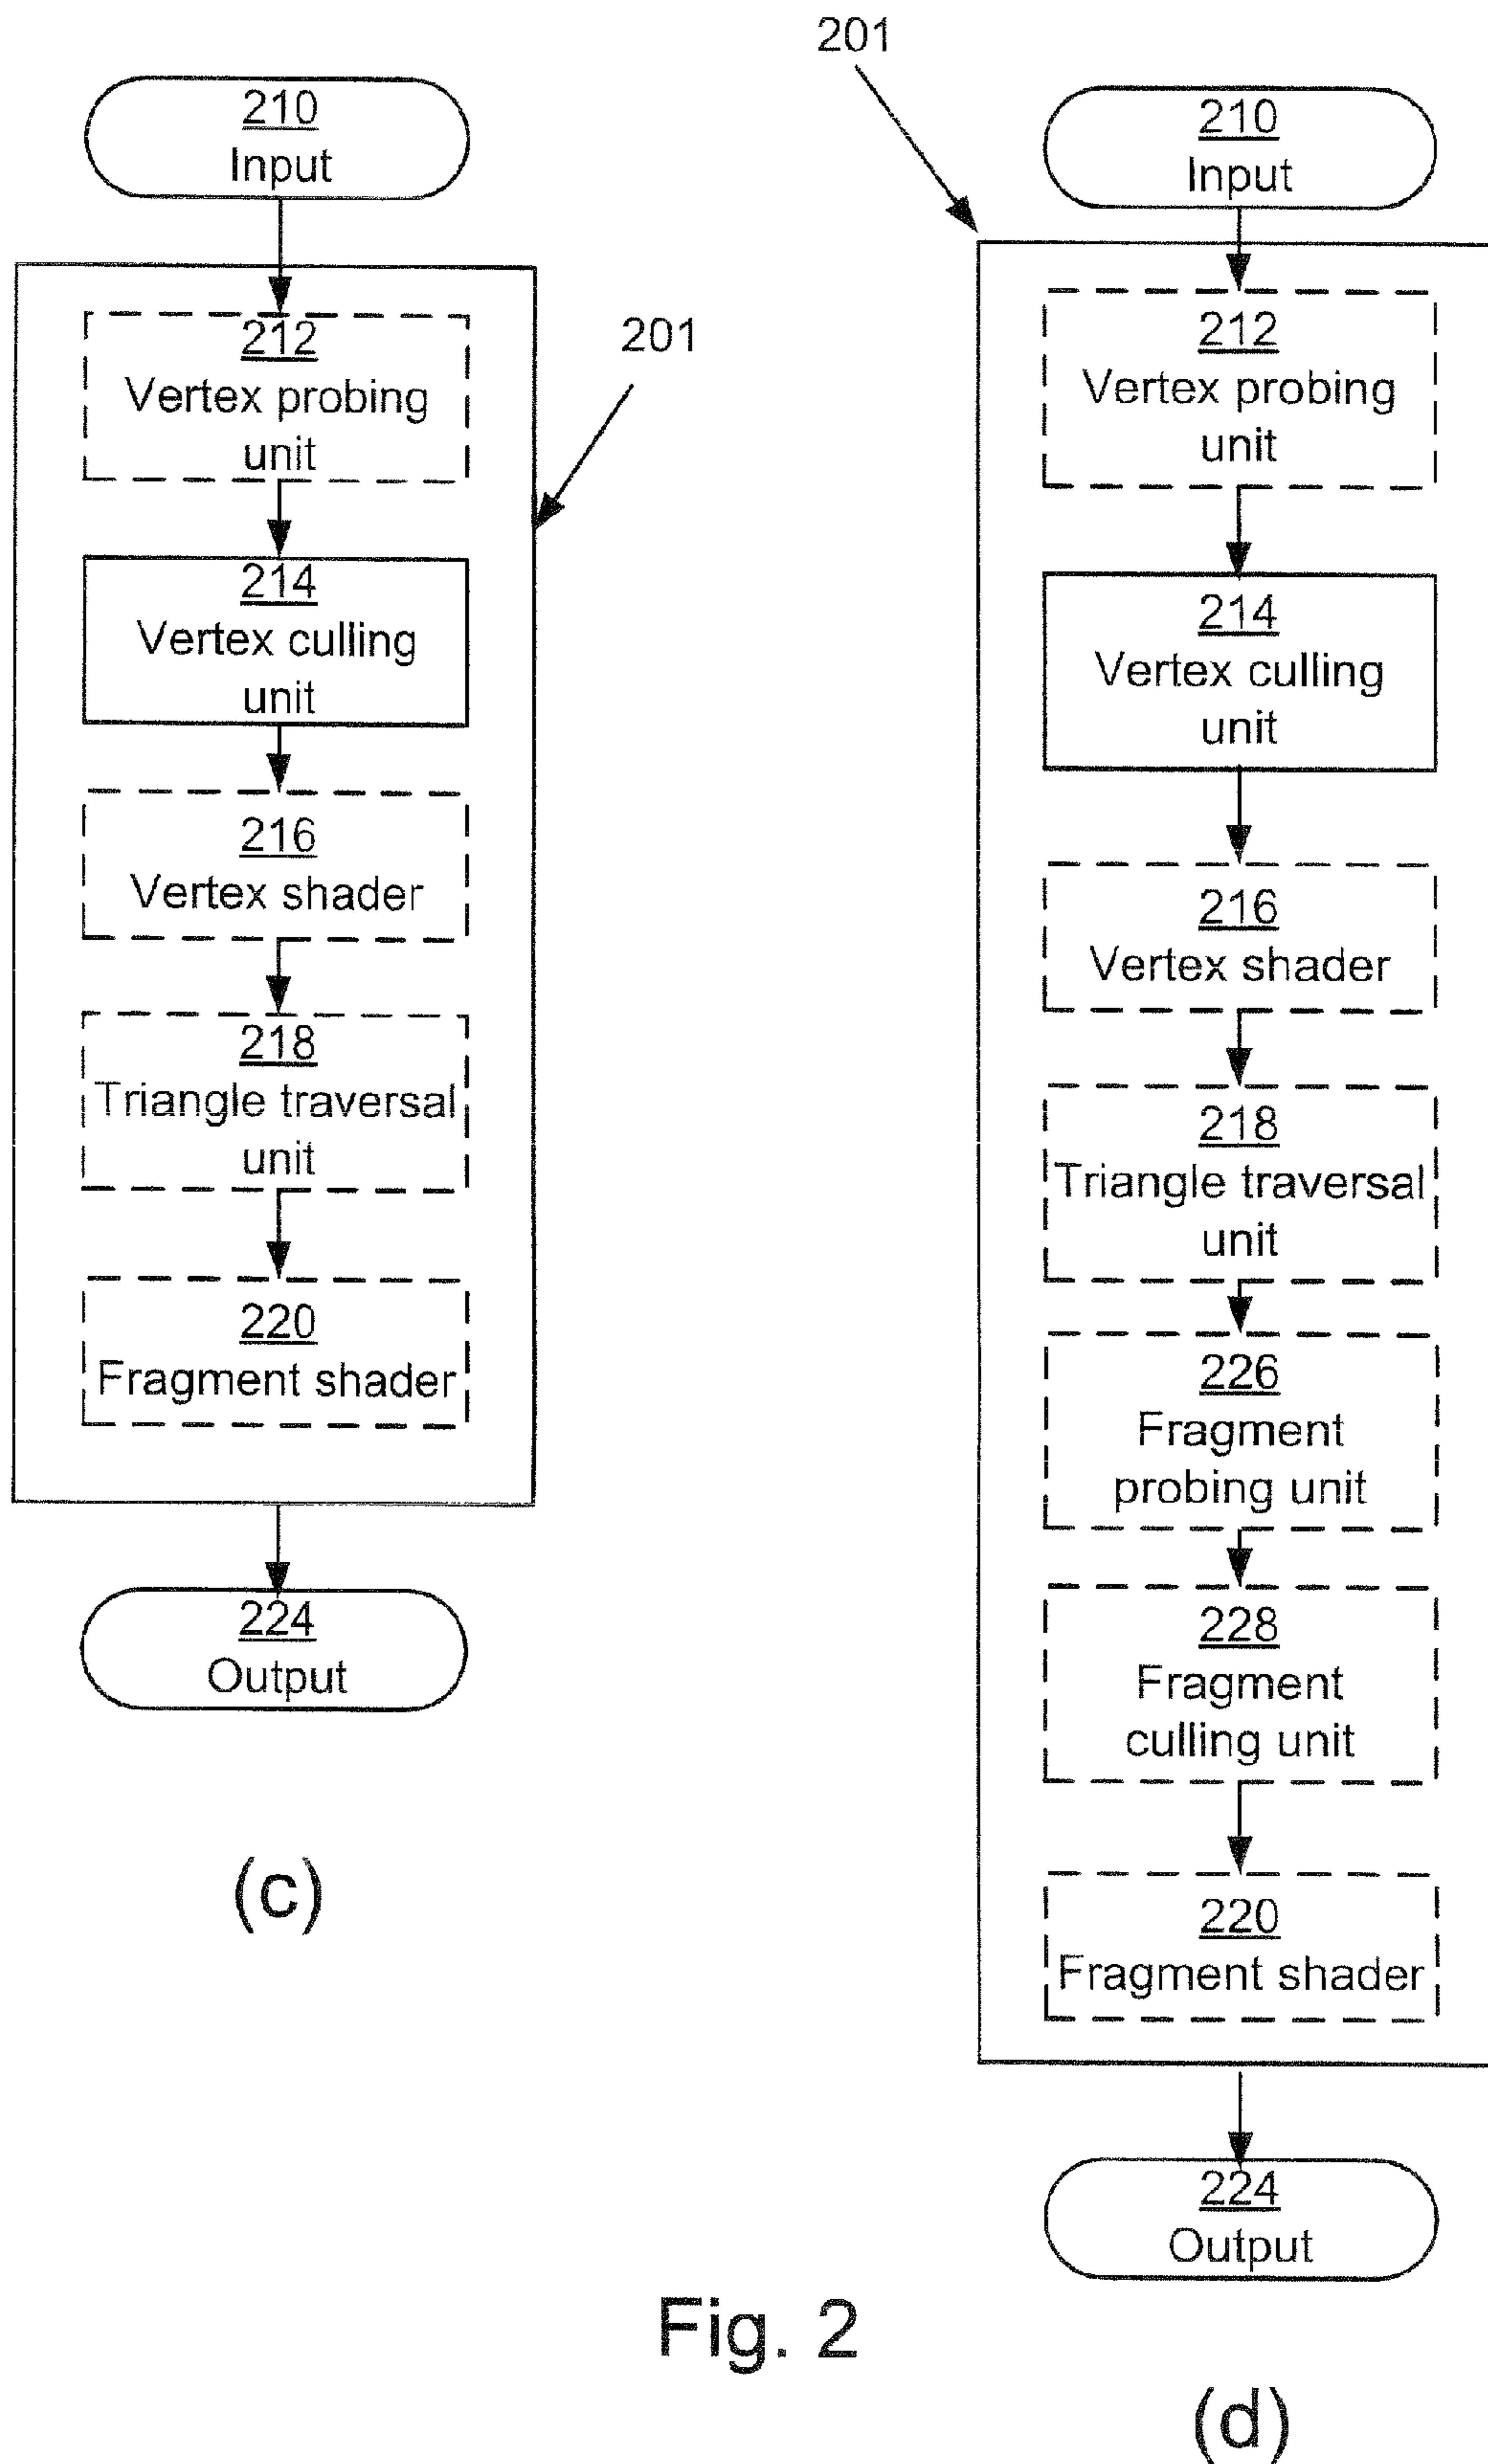 210
Input
212
Vertex probing
unit
201
214
Vertex culling
unit
216
Vertex shader
218
Triangle traversal
unit
220
Fragment shader
224
Output
(c)
201
210
Input
212
Vertex probing
unit
214
Vertex culling
unit
216
Vertex shader
218
Triangle traversal
unit
226
Fragment
probing unit
228
Fragment
culling unit
220
Fragment shader
224
Output
Fig. 2
(d)